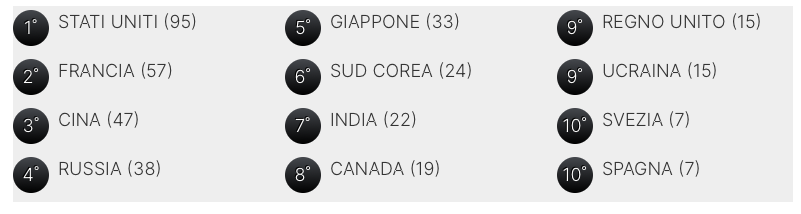 1° STATI UNITI (95)
2° FRANCIA (57)
3° CINA (47)
4° RUSSIA (38)
5° GIAPPONE (33)
6° SUD COREA (24)
7° INDIA (22)
8° CANADA (19)
9° REGNO UNITO (15)
9° UCRAINA (15)
10° SVEZIA (7)
10° SPAGNA (7)